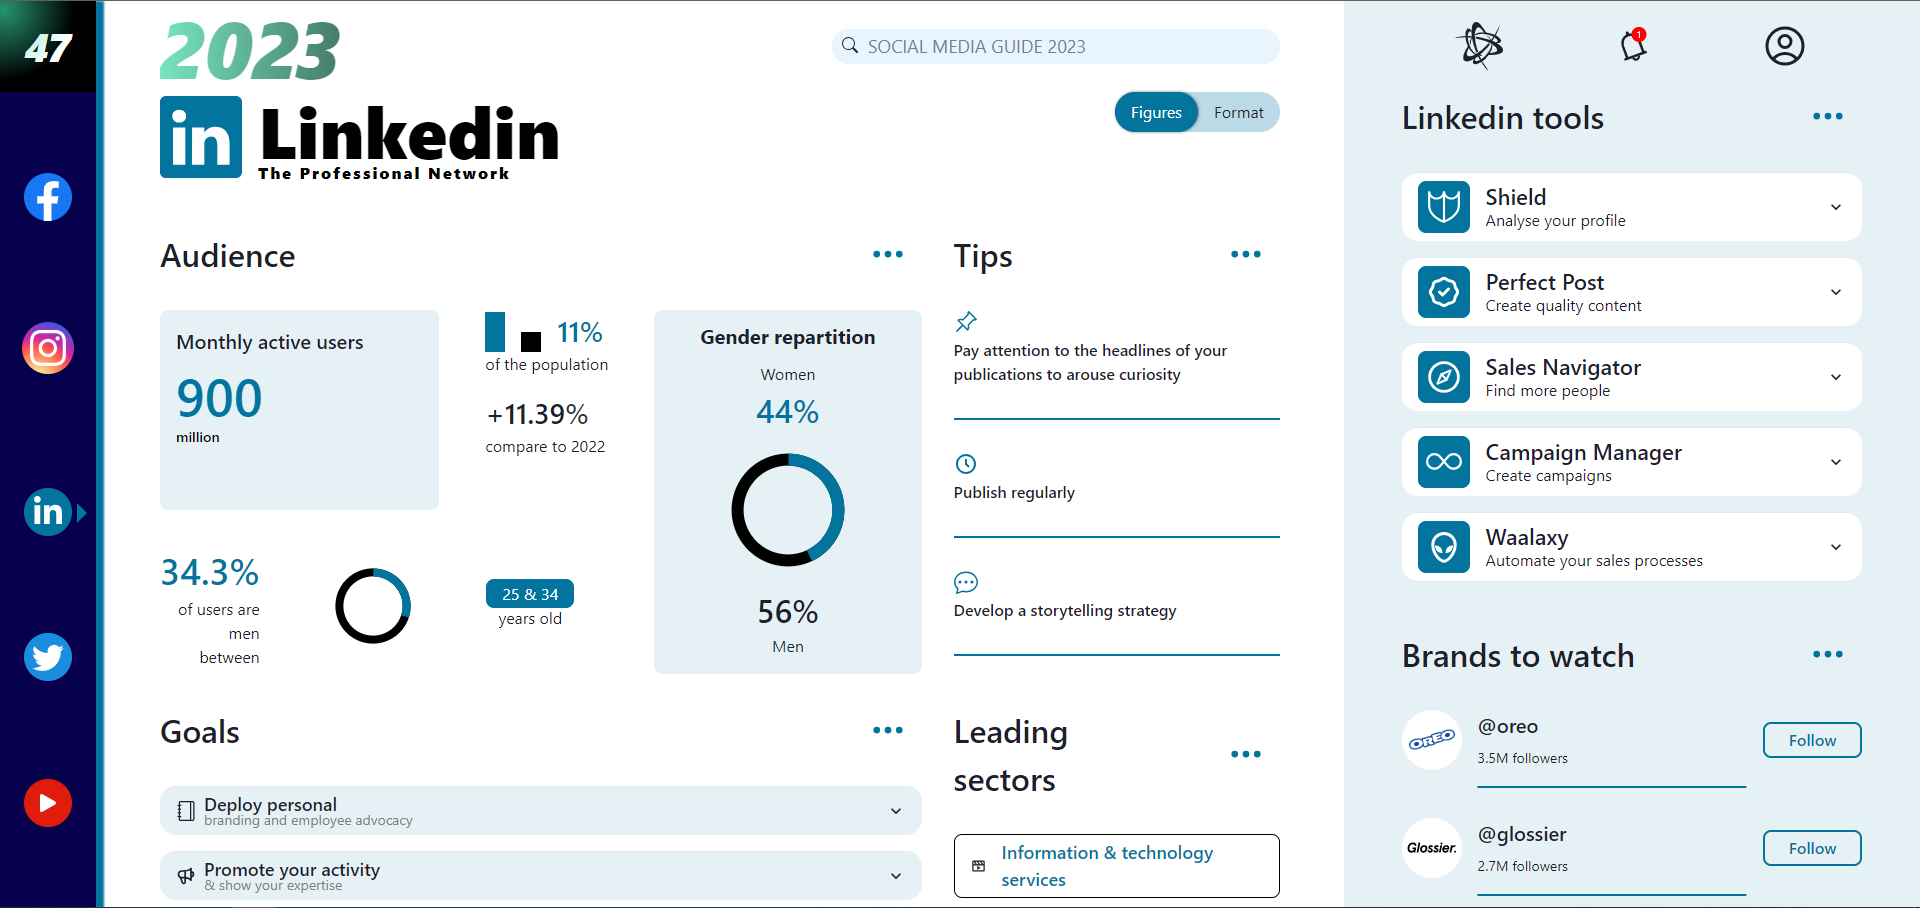 47
2023
in Linkedin
The Professional Network
SOCIAL MEDIA GUIDE 2023
Figures
Format
in
Audience
Monthly active users
900
million
11%
of the population
+11.39%
compare to 2022
Gender repartition
Women
44%
56%
Men
34.3%
of users are
men
between
25 & 34
years old
Tips
Pay attention to the headlines of your
publications to arouse curiosity
Publish regularly
Develop a storytelling strategy
Goals
Deploy personal
branding and employee advocacy
Promote your activity
& show your expertise
Leading
sectors
Information & technology
services
1
Linkedin tools
Shield
Analyse your profile
Perfect Post
Create quality content
Sales Navigator
Find more people
Campaign Manager
Create campaigns
Waalaxy
Automate your sales processes
Brands to watch
OREO
@oreo
3.5M followers
Follow
Glossier.
@glossier
2.7M followers
Follow